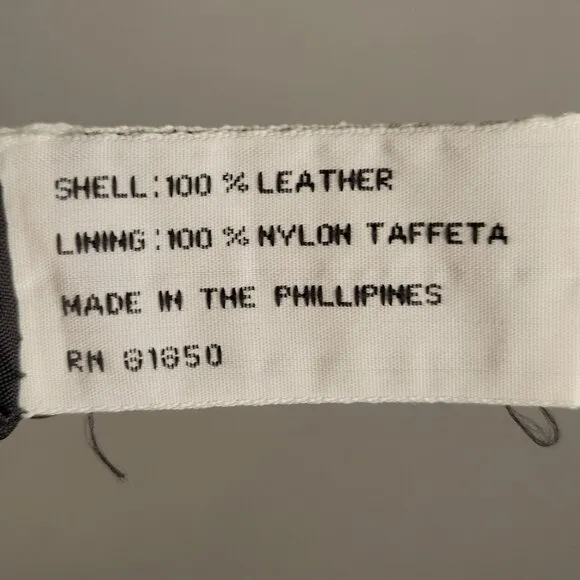 SHELL:100 % LEATHER
LINING:100 % NYLON TAFFETA
MADE IN THE PHILLIPINES
RN 81850